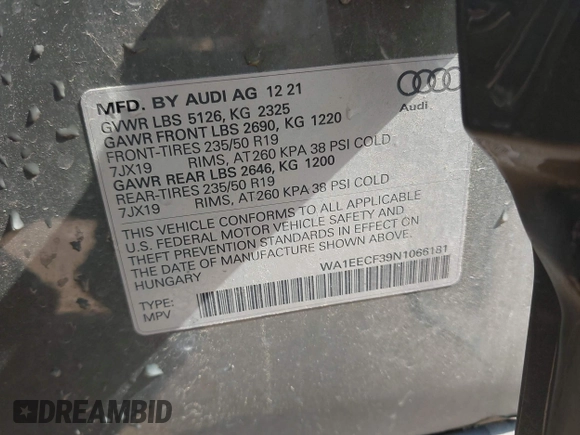 MFD. BY AUDI AG 12 21
GVWR LBS 5126, KG 2325
GAWR FRONT LBS 2690, KG 1220
FRONT-TIRES 235/50 R19
7JX19 RIMS, AT260 KPA 38 PSI COLD
GAWR REAR LBS 2646, KG 1200
REAR-TIRES 235/50 R19
7JX19 RIMS, AT260 KPA 38 PSI COLD
THIS VEHICLE CONFORMS TO ALL APPLICABLE
U.S. FEDERAL MOTOR VEHICLE SAFETY AND
THEFT PREVENTION STANDARDS IN EFFECT ON
THE DATE OF MANUFACTURE SHOWN ABOVE
HUNGARY
WA1EECF39N1066181
TYPE:
MPV
Audi
DREAMBID